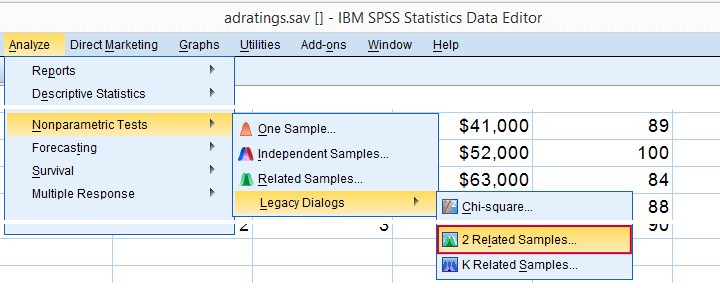 adratings.sav [] - IBM SPSS Statistics Data Editor
Analyze Direct Marketing Graphs Utilities Add-ons Window Help
Reports
Descriptive Statistics
Nonparametric Tests
Forecasting
Survival
Multiple Response
One Sample...
Independent Samples...
Related Samples...
Legacy Dialogs
Chi-square...
2 Related Samples...
K Related Samples...
$41,000 89
$52,000 100
$63,000 84
88
2 3 90